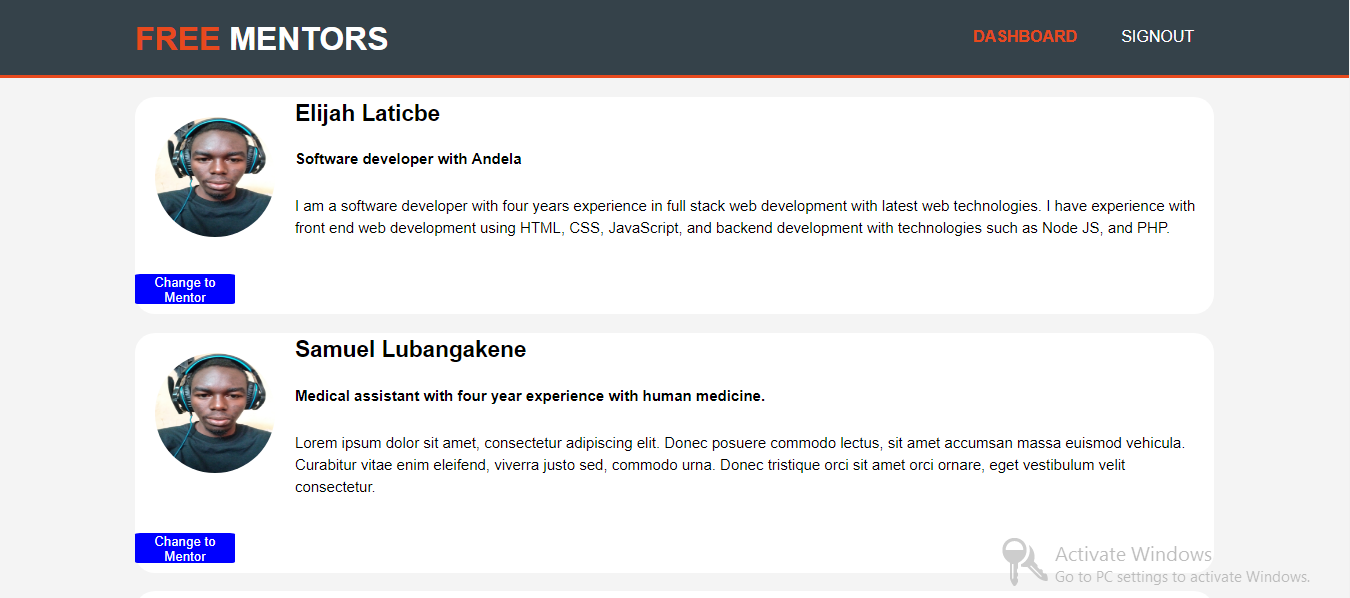 FREE MENTORS
DASHBOARD
SIGNOUT
Elijah Laticbe
Software developer with Andela
I am a software developer with four years experience in full stack web development with latest web technologies. I have experience with
front end web development using HTML, CSS, JavaScript, and backend development with technologies such as Node JS, and PHP.
Change to
Mentor
Samuel Lubangakene
Medical assistant with four year experience with human medicine.
Lorem ipsum dolor sit amet, consectetur adipiscing elit. Donec posuere commodo lectus, sit amet accumsan massa euismod vehicula.
Curabitur vitae enim eleifend, viverra justo sed, commodo urna. Donec tristique orci sit amet orci ornare, eget vestibulum velit
consectetur.
Change to
Mentor
Activate Windows
Go to PC settings to activate Windows.